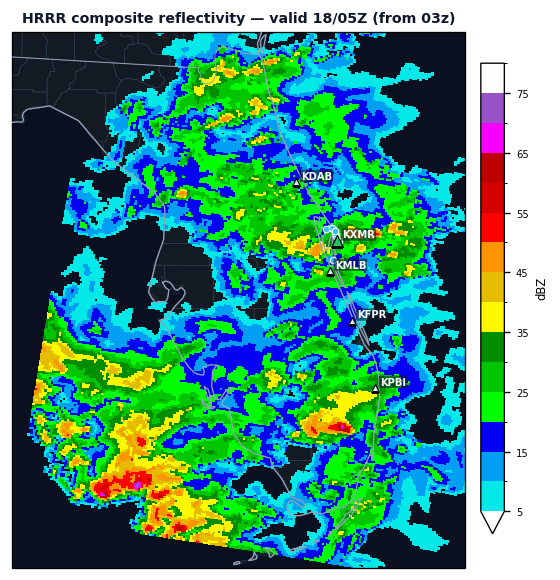 HRRR composite reflectivity — valid 18/05Z (from 03z)
KDAB
KXMR
KMLB
KFPR
KPBI
75
65
55
45
35
25
15
5
dBZ